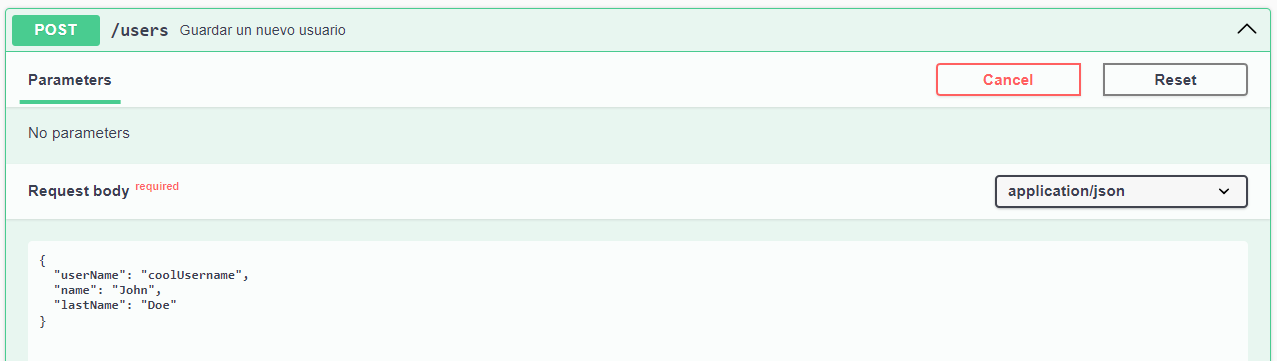 POST /users Guardar un nuevo usuario
Parameters Cancel Reset
No parameters
Request body required application/json
{
  "userName": "coolUsername",
  "name": "John",
  "lastName": "Doe"
}